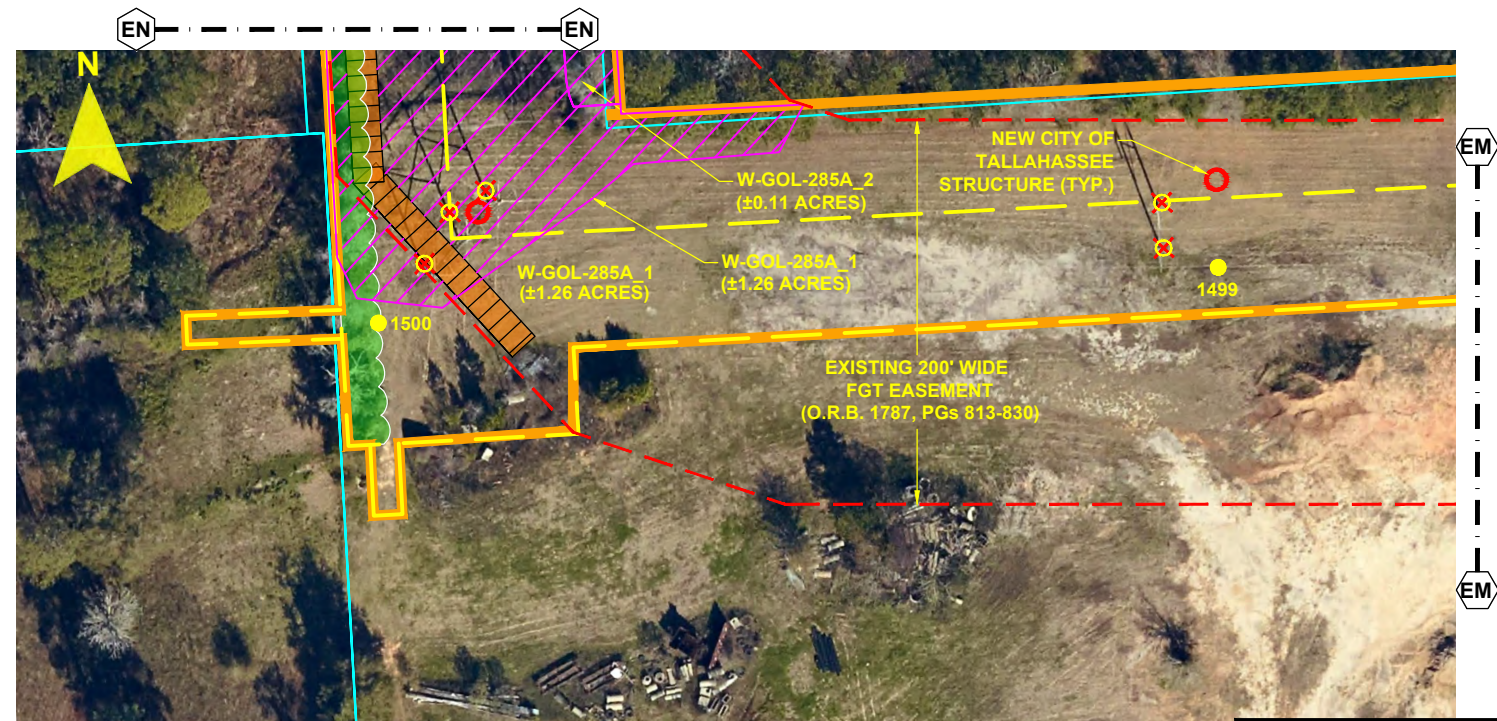 EN
EN
N
NEW CITY OF
TALLAHASSEE
STRUCTURE (TYP.)
EM
W-GOL-285A_2
(±0.11 ACRES)
W-GOL-285A_1
(±1.26 ACRES)
W-GOL-285A_1
(±1.26 ACRES)
1499
1500
EXISTING 200' WIDE
FGT EASEMENT
(O.R.B. 1787, PGs 813-830)
EM